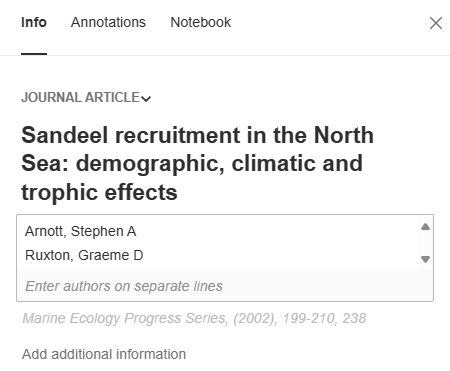 Info Annotations Notebook
JOURNAL ARTICLE
Sandeel recruitment in the North
Sea: demographic, climatic and
trophic effects
Arnott, Stephen A
Ruxton, Graeme D
Enter authors on separate lines
Marine Ecology Progress Series, (2002), 199-210, 238
Add additional information